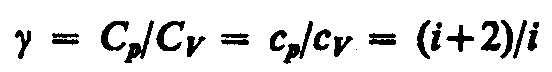 γ = C_p/C_V = c_p/c_V = (i+2)/i